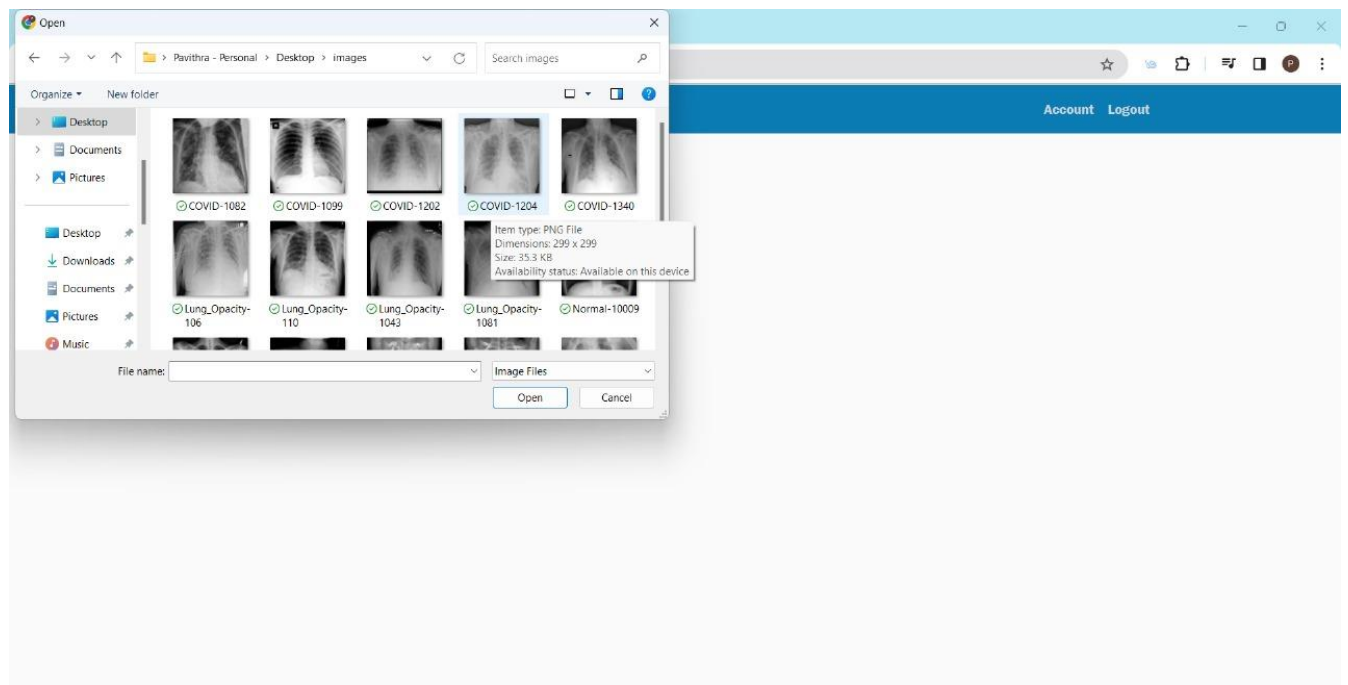 Open
Pavithra - Personal > Desktop > images
Search images
Organize
New folder
Desktop
Documents
Pictures
Desktop
Downloads
Documents
Pictures
Music
COVID-1082
COVID-1099
COVID-1202
COVID-1204
COVID-1340
Item type: PNG File
Dimensions: 299 x 299
Size: 35.3 KB
Availability status: Available on this device
Lung_Opacity-
106
Lung_Opacity-
110
Lung_Opacity-
1043
Lung_Opacity-
1081
Normal-10009
File name:
Image Files
Open
Cancel
Account Logout
P